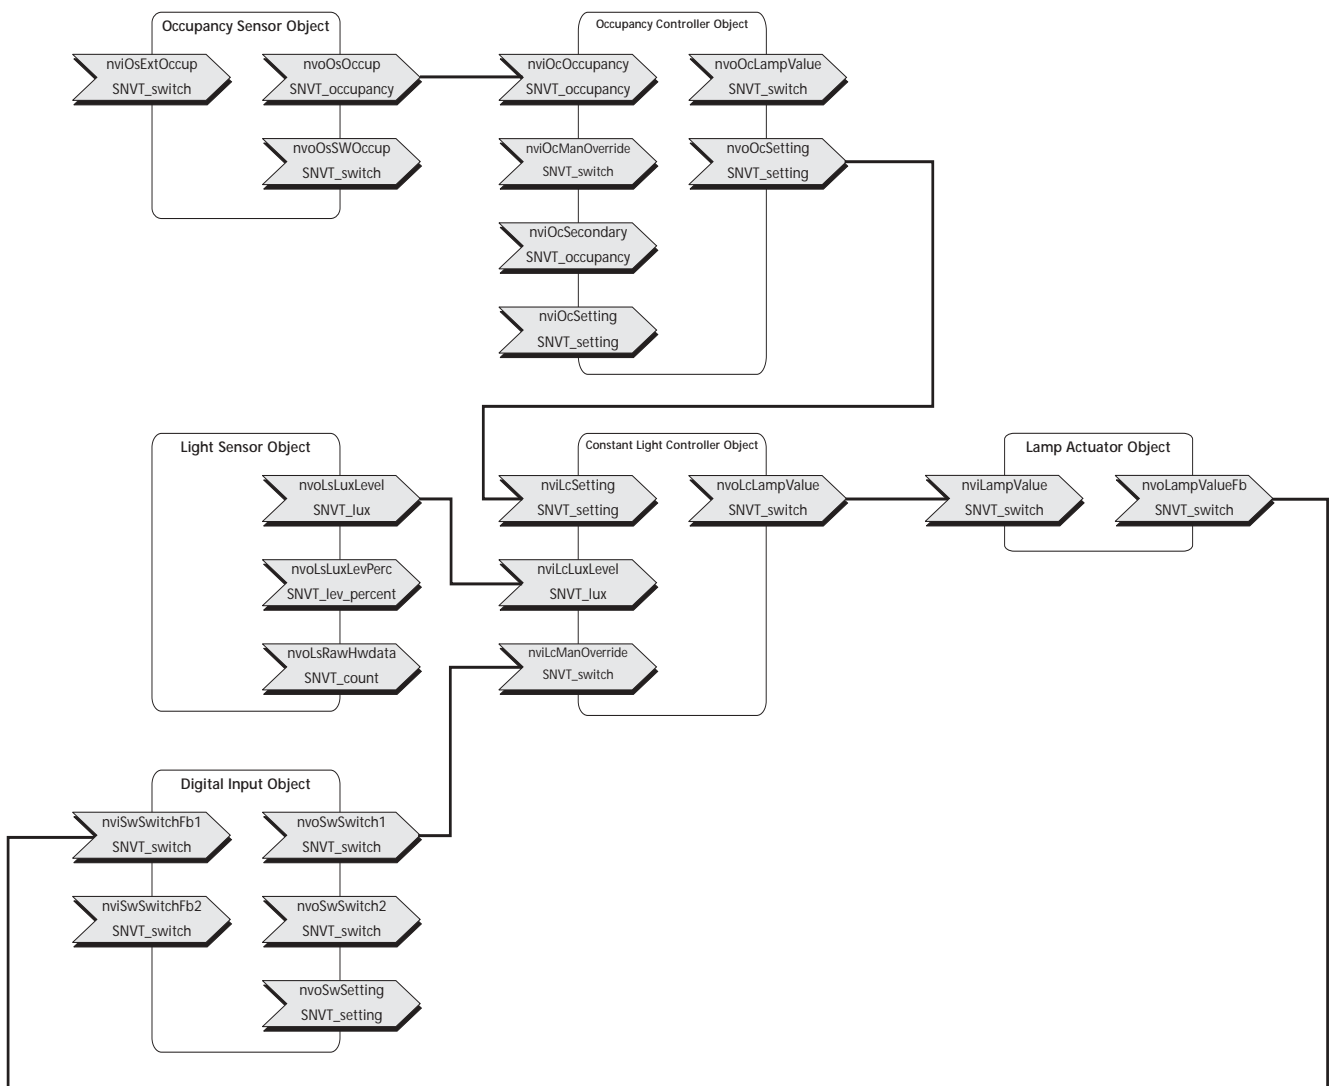 Occupancy Sensor Object
nviOsExtOccup
SNVT_switch
nvoOsOccup
SNVT_occupancy
nvoOsSWOccup
SNVT_switch
Occupancy Controller Object
nviOcOccupancy
SNVT_occupancy
nviOcManOverride
SNVT_switch
nviOcSecondary
SNVT_occupancy
nviOcSetting
SNVT_setting
nvoOcLampValue
SNVT_switch
nvoOcSetting
SNVT_setting
Light Sensor Object
nvoLsLuxLevel
SNVT_lux
nvoLsLuxLevPerc
SNVT_lev_percent
nvoLsRawHwdata
SNVT_count
Constant Light Controller Object
nviLcSetting
SNVT_setting
nviLcLuxLevel
SNVT_lux
nviLcManOverride
SNVT_switch
nvoLcLampValue
SNVT_switch
Lamp Actuator Object
nviLampValue
SNVT_switch
nvoLampValueFb
SNVT_switch
Digital Input Object
nviSwSwitchFb1
SNVT_switch
nviSwSwitchFb2
SNVT_switch
nvoSwSwitch1
SNVT_switch
nvoSwSwitch2
SNVT_switch
nvoSwSetting
SNVT_setting